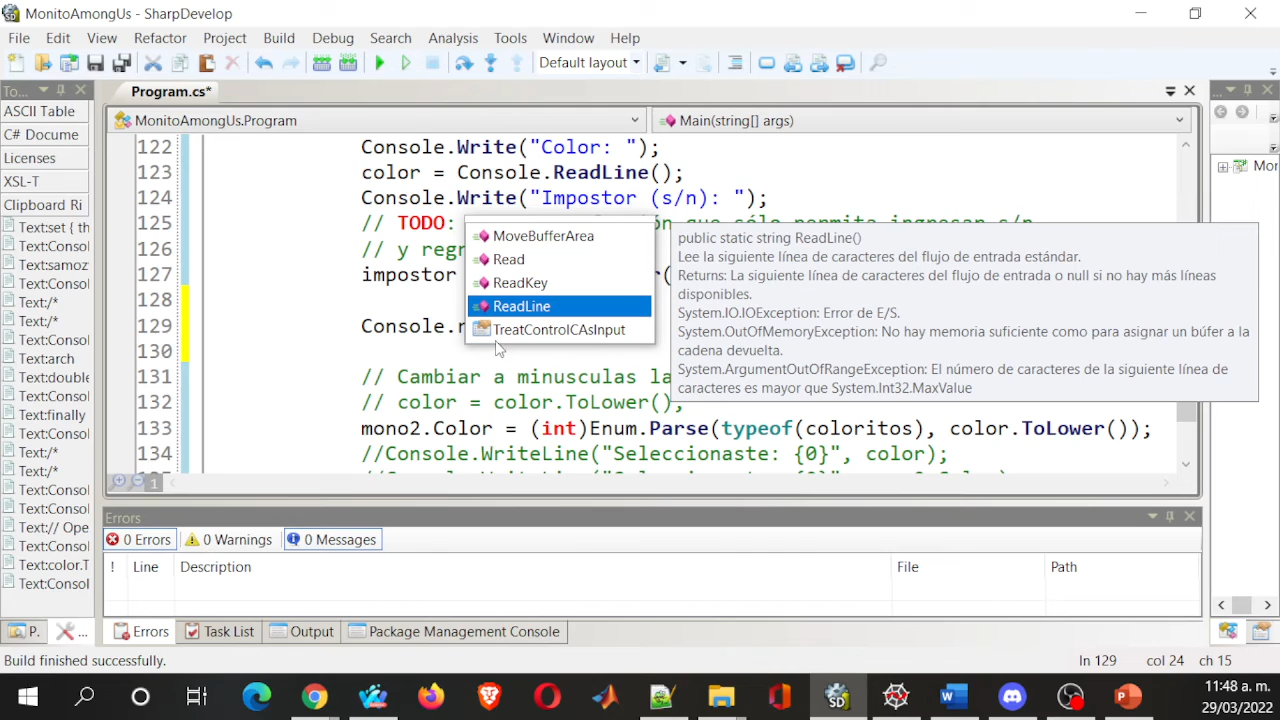 MonitoAmongUs - SharpDevelop
File Edit View Refactor Project Build Debug Search Analysis Tools Window Help
Default layout
To...
Program.cs*
ASCII Table
C# Docume
Licenses
XSL-T
Clipboard Ri
Text:set { th
Text:Consol
Text:samoz
Text:Consol
Text:/*
Text:/*
Text:Consol
Text:arch
Text:double
Text:Consol
Text:finally
Text:Consol
Text:/*
Text:/*
Text:Consol
Text:Consol
Text:// Ope
Text:Consol
Text:color.T
Text:Consol
MonitoAmongUs.Program
Main(string[] args)
122 Console.Write("Color: ");
123 color = Console.ReadLine();
124 Console.Write("Impostor (s/n): ");
125 // TODO: que sólo permita ingresar s/n
126 // y reg
127 impostor
128
129 Console.r
130
131 // Cambiar a minusculas la
132 // color = color.ToLower();
133 mono2.Color = (int)Enum.Parse(typeof(coloritos), color.ToLower());
134 //Console.WriteLine("Seleccionaste: {0}", color);
MoveBufferArea
Read
ReadKey
ReadLine
TreatControlCAsInput
public static string ReadLine()
Lee la siguiente línea de caracteres del flujo de entrada estándar.
Returns: La siguiente línea de caracteres del flujo de entrada o null si no hay más líneas
disponibles.
System.IO.IOException: Error de E/S.
System.OutOfMemoryException: No hay memoria suficiente como para asignar un búfer a la
cadena devuelta.
System.ArgumentOutOfRangeException: El número de caracteres de la siguiente línea de
caracteres es mayor que System.Int32.MaxValue
Mor
1
Errors
0 Errors 0 Warnings 0 Messages
! Line Description File Path
P. ...
Errors Task List Output Package Management Console
Build finished successfully.
ln 129 col 24 ch 15
11:48 a. m.
29/03/2022